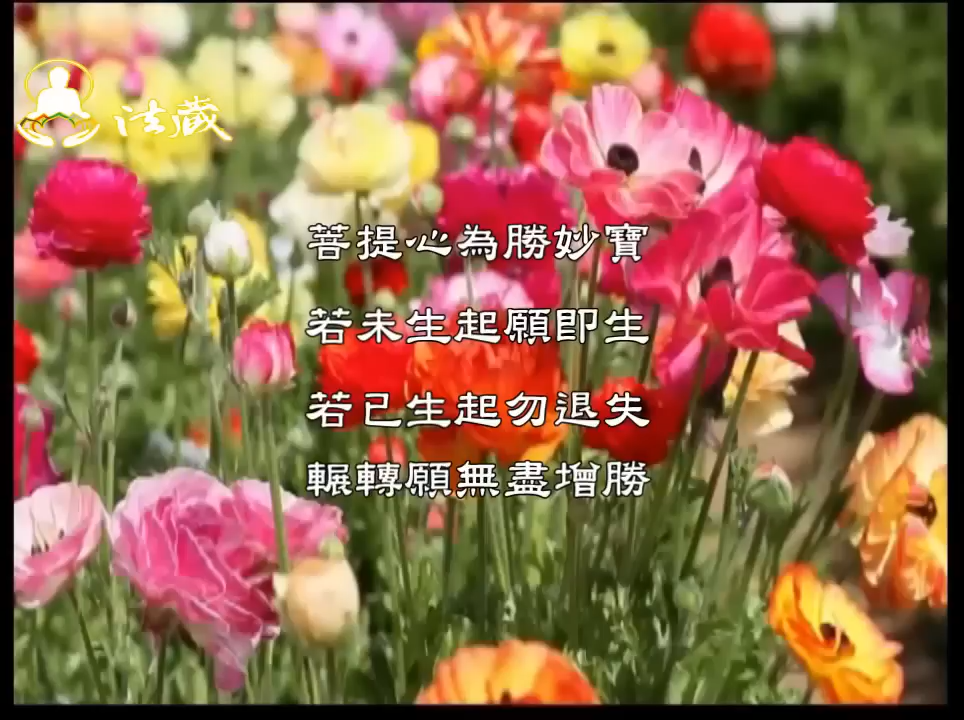 法藏
菩提心為勝妙寶
若未生起願即生
若已生起勿退失
輾轉願無盡增勝